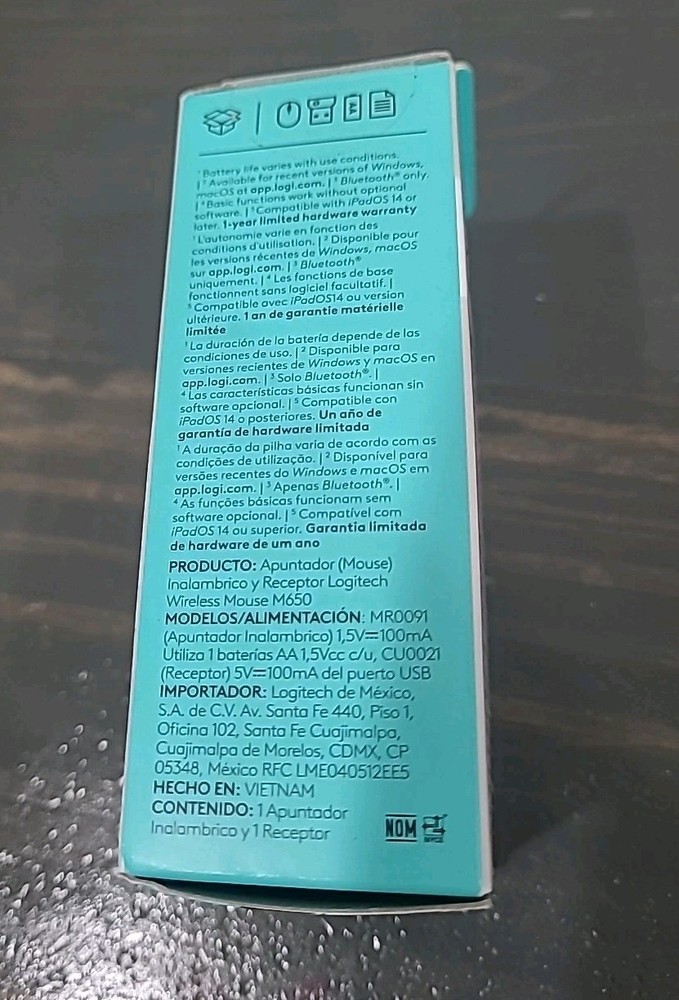 ¹ Battery life varies with use conditions.
| ² Available for recent versions of Windows,
macOS at app.logi.com. | ³ Bluetooth® only.
| ⁴ Basic functions work without optional
software. | ⁵ Compatible with iPadOS 14 or
later. 1-year limited hardware warranty
¹ L'autonomie varie en fonction des
conditions d'utilisation. | ² Disponible pour
les versions récentes de Windows, macOS
sur app.logi.com. | ³ Bluetooth®
uniquement. | ⁴ Les fonctions de base
fonctionnent sans logiciel facultatif. |
⁵ Compatible avec iPadOS14 ou version
ultérieure. 1 an de garantie matérielle
limitée
¹ La duración de la batería depende de las
condiciones de uso. | ² Disponible para
versiones recientes de Windows y macOS en
app.logi.com. | ³ Solo Bluetooth®. |
⁴ Las características básicas funcionan sin
software opcional. | ⁵ Compatible con
iPadOS 14 o posteriores. Un año de
garantía de hardware limitada
¹ A duração da pilha varia de acordo com as
condições de utilização. | ² Disponível para
versões recentes do Windows e macOS em
app.logi.com. | ³ Apenas Bluetooth®. |
⁴ As funções básicas funcionam sem
software opcional. | ⁵ Compatível com
iPadOS 14 ou superior. Garantia limitada
de hardware de um ano
PRODUCTO: Apuntador (Mouse)
Inalambrico y Receptor Logitech
Wireless Mouse M650
MODELOS/ALIMENTACIÓN: MR0091
(Apuntador Inalambrico) 1,5V⎓100mA
Utiliza 1 baterías AA 1,5Vcc c/u, CU0021
(Receptor) 5V⎓100mA del puerto USB
IMPORTADOR: Logitech de México,
S.A. de C.V. Av. Santa Fe 440, Piso 1,
Oficina 102, Santa Fe Cuajimalpa,
Cuajimalpa de Morelos, CDMX, CP
05348, México RFC LME040512EE5
HECHO EN: VIETNAM
CONTENIDO: 1 Apuntador
Inalambrico y 1 Receptor
NOM